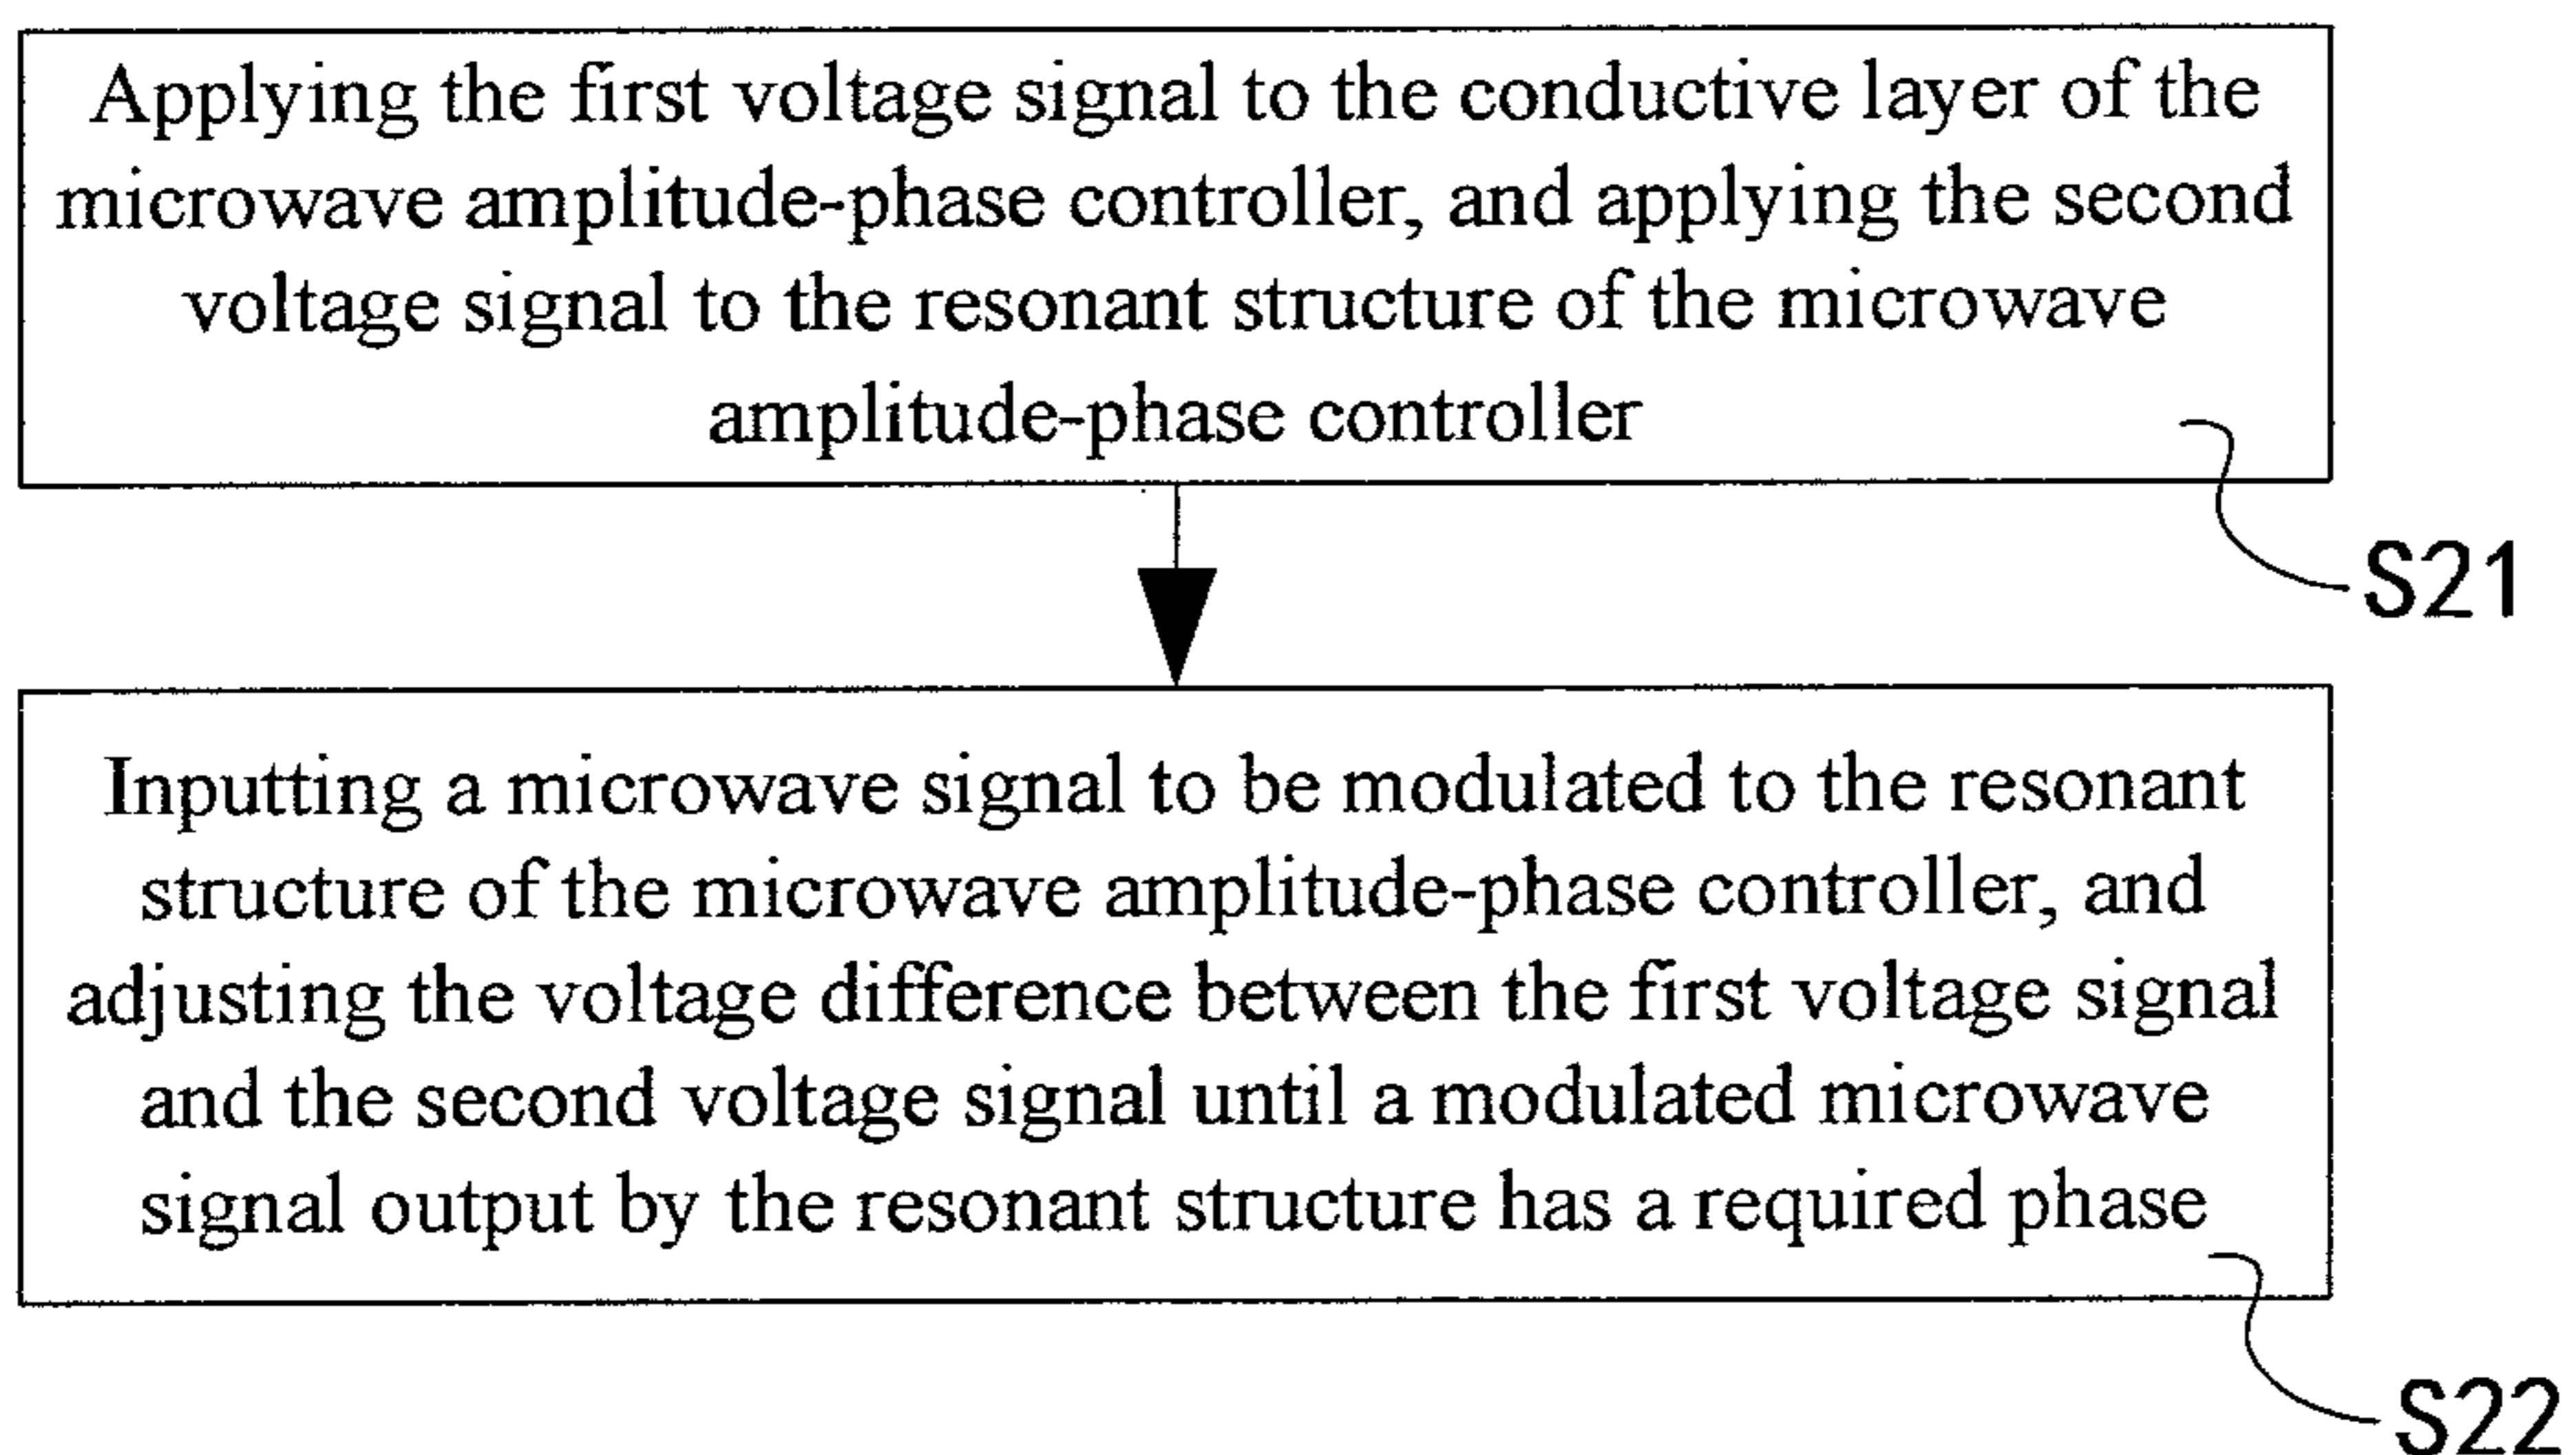 Applying the first voltage signal to the conductive layer of the
microwave amplitude-phase controller, and applying the second
voltage signal to the resonant structure of the microwave
amplitude-phase controller
S21
Inputting a microwave signal to be modulated to the resonant
structure of the microwave amplitude-phase controller, and
adjusting the voltage difference between the first voltage signal
and the second voltage signal until a modulated microwave
signal output by the resonant structure has a required phase
S22